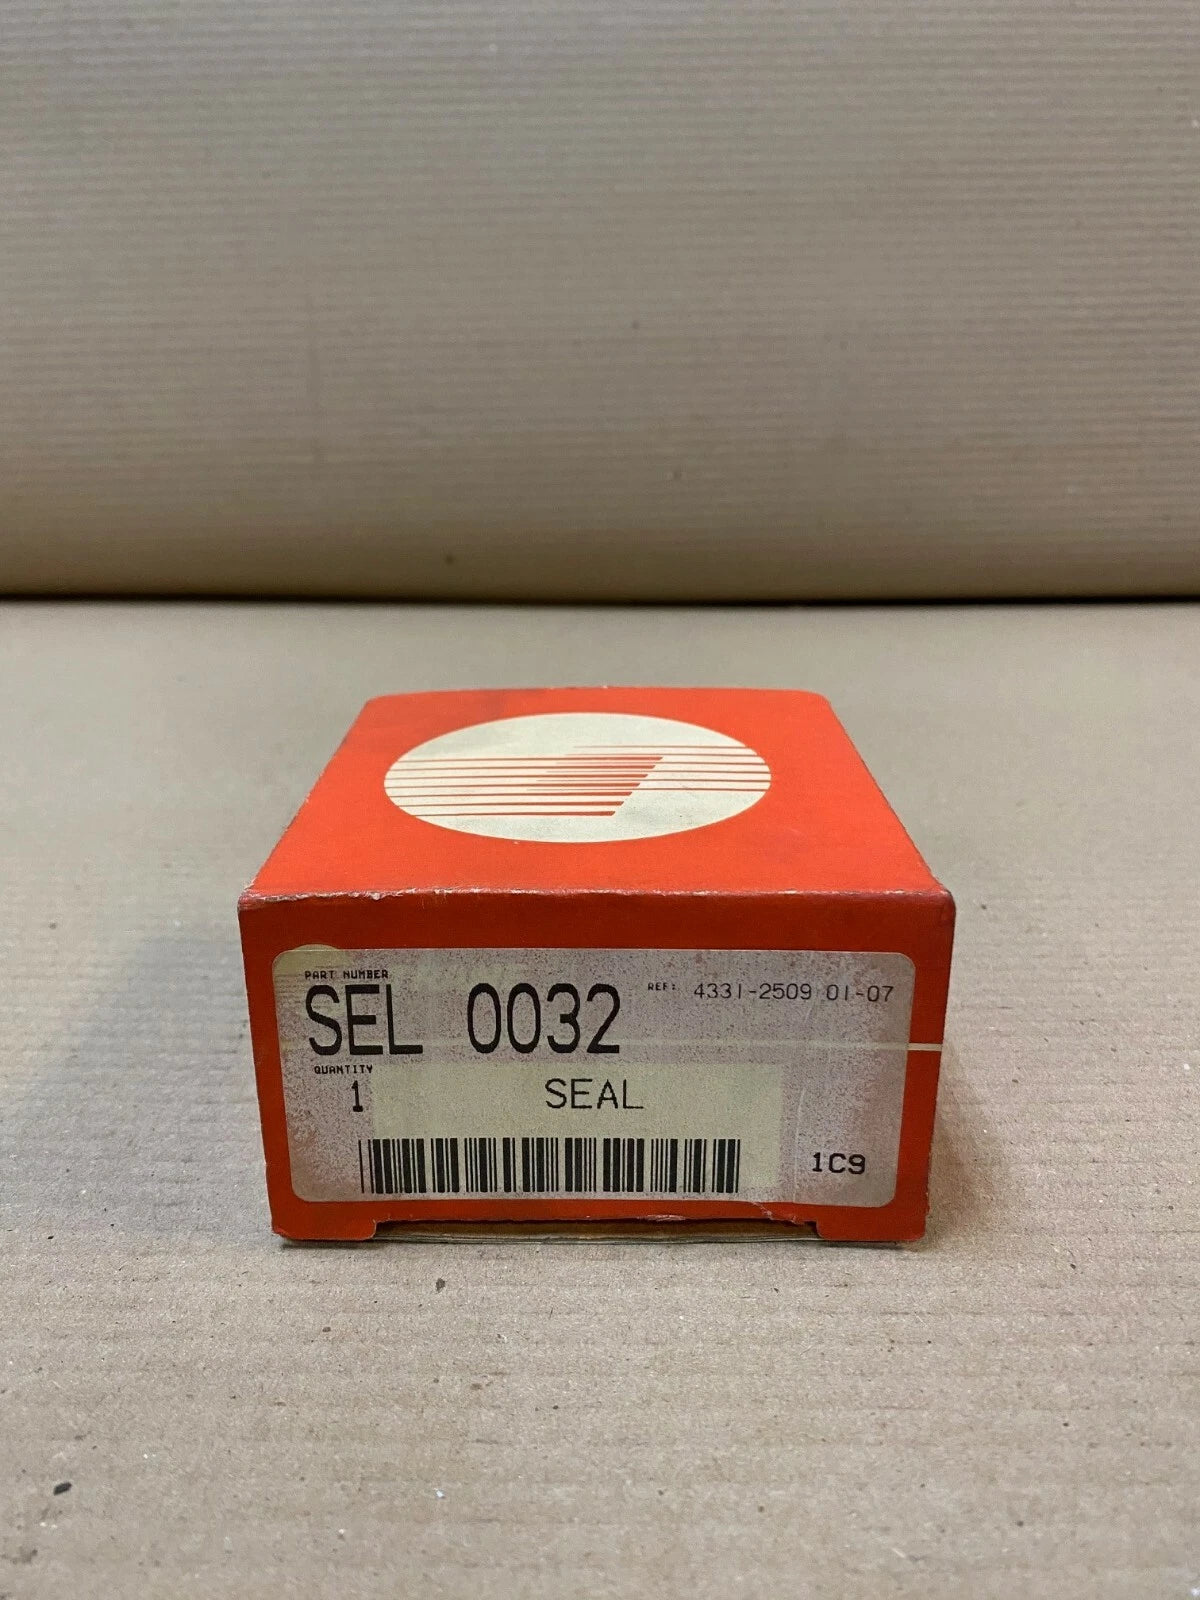 PART NUMBER
SEL 0032
REF: 4331-2509 01-07
QUANTITY
1 SEAL
1C9